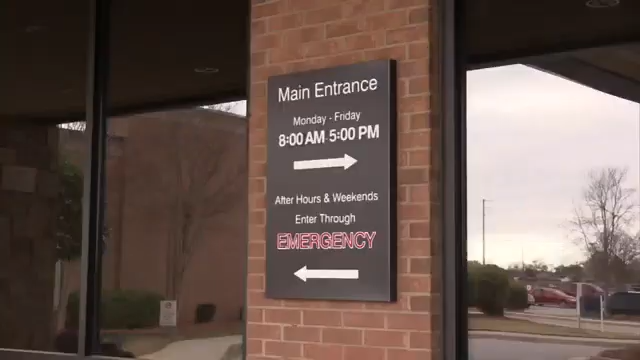 Main Entrance
Monday - Friday
8:00 AM 5:00 PM
After Hours & Weekends
Enter Through
EMERGENCY